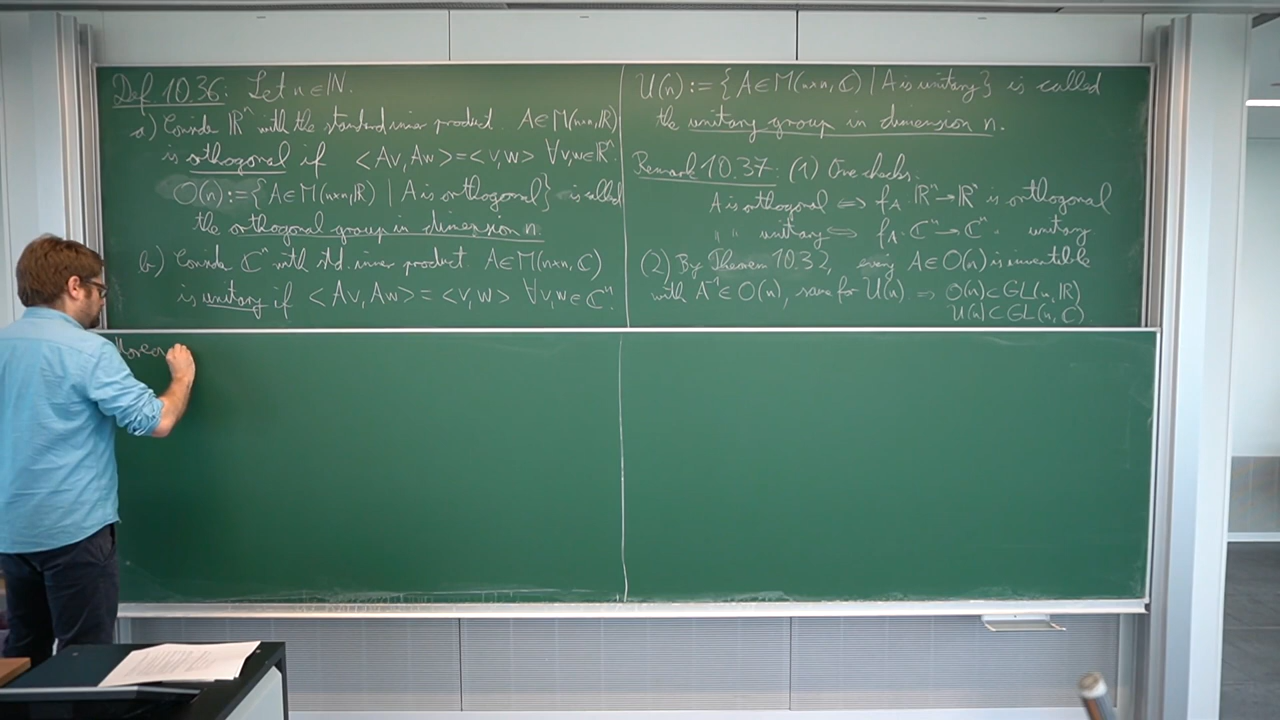 Def 10.36: Let n∈ℕ.
a) Consider ℝⁿ with the standard inner product. A∈M(n×n,ℝ)
is orthogonal if <Av,Aw>=<v,w> ∀v,w∈ℝⁿ.
O(n):={A∈M(n×n,ℝ) | A is orthogonal} is called
the orthogonal group in dimension n.
b) Consider ℂⁿ with std. inner product. A∈M(n×n,ℂ)
is unitary if <Av,Aw>=<v,w> ∀v,w∈ℂⁿ.
U(n):={A∈M(n×n,ℂ) | A is unitary} is called
the unitary group in dimension n.
Remark 10.37: (1) One checks:
A is orthogonal ⇔ f_A: ℝⁿ→ℝⁿ is orthogonal
" " unitary ⇔ f_A: ℂⁿ→ℂⁿ " unitary
(2) By Theorem 10.32, every A∈O(n) is invertible
with A⁻¹∈O(n), same for U(n) ⇒ O(n)⊂GL(n,ℝ)
U(n)⊂GL(n,ℂ).
Moreov